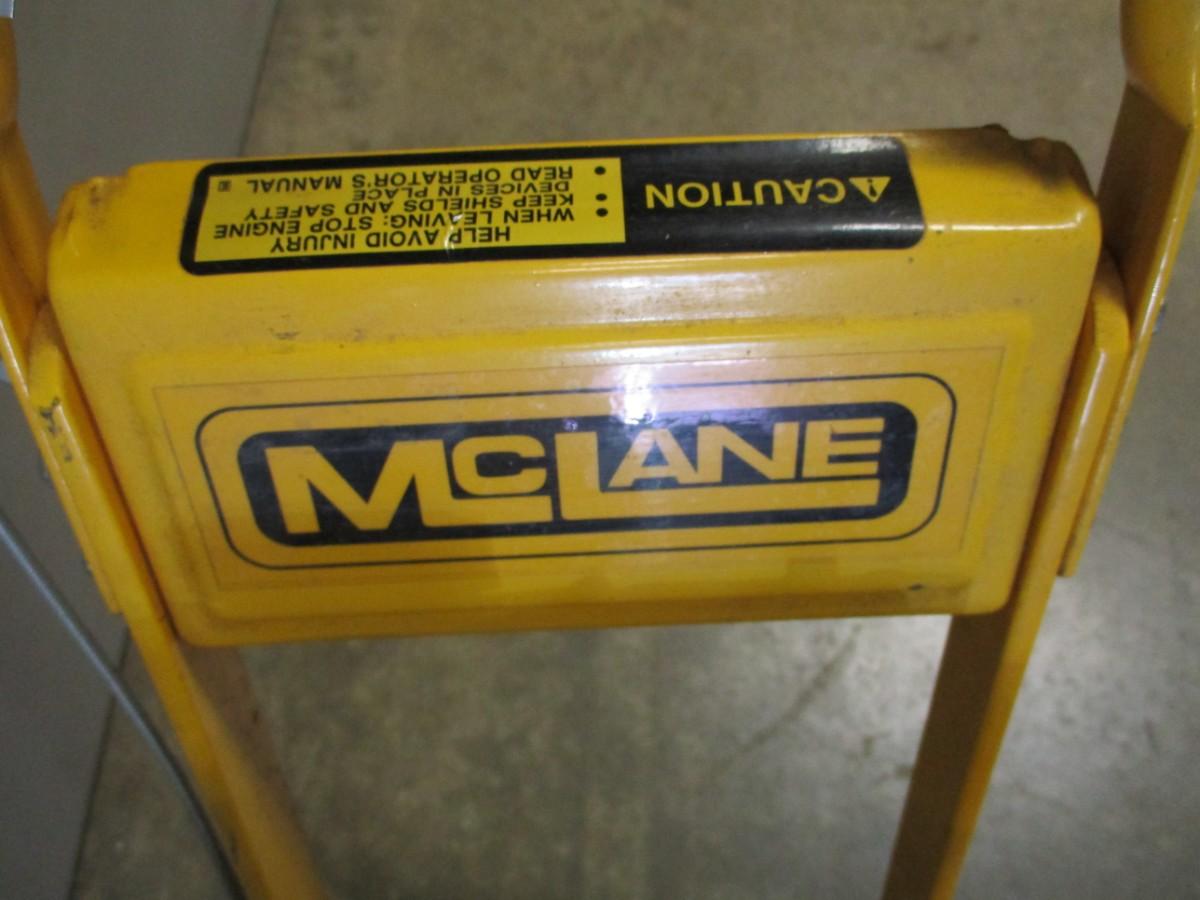 ⚠CAUTION
HELP AVOID INJURY
• WHEN LEAVING: STOP ENGINE
• KEEP SHIELDS AND SAFETY
DEVICES IN PLACE
• READ OPERATOR'S MANUAL
MCLANE